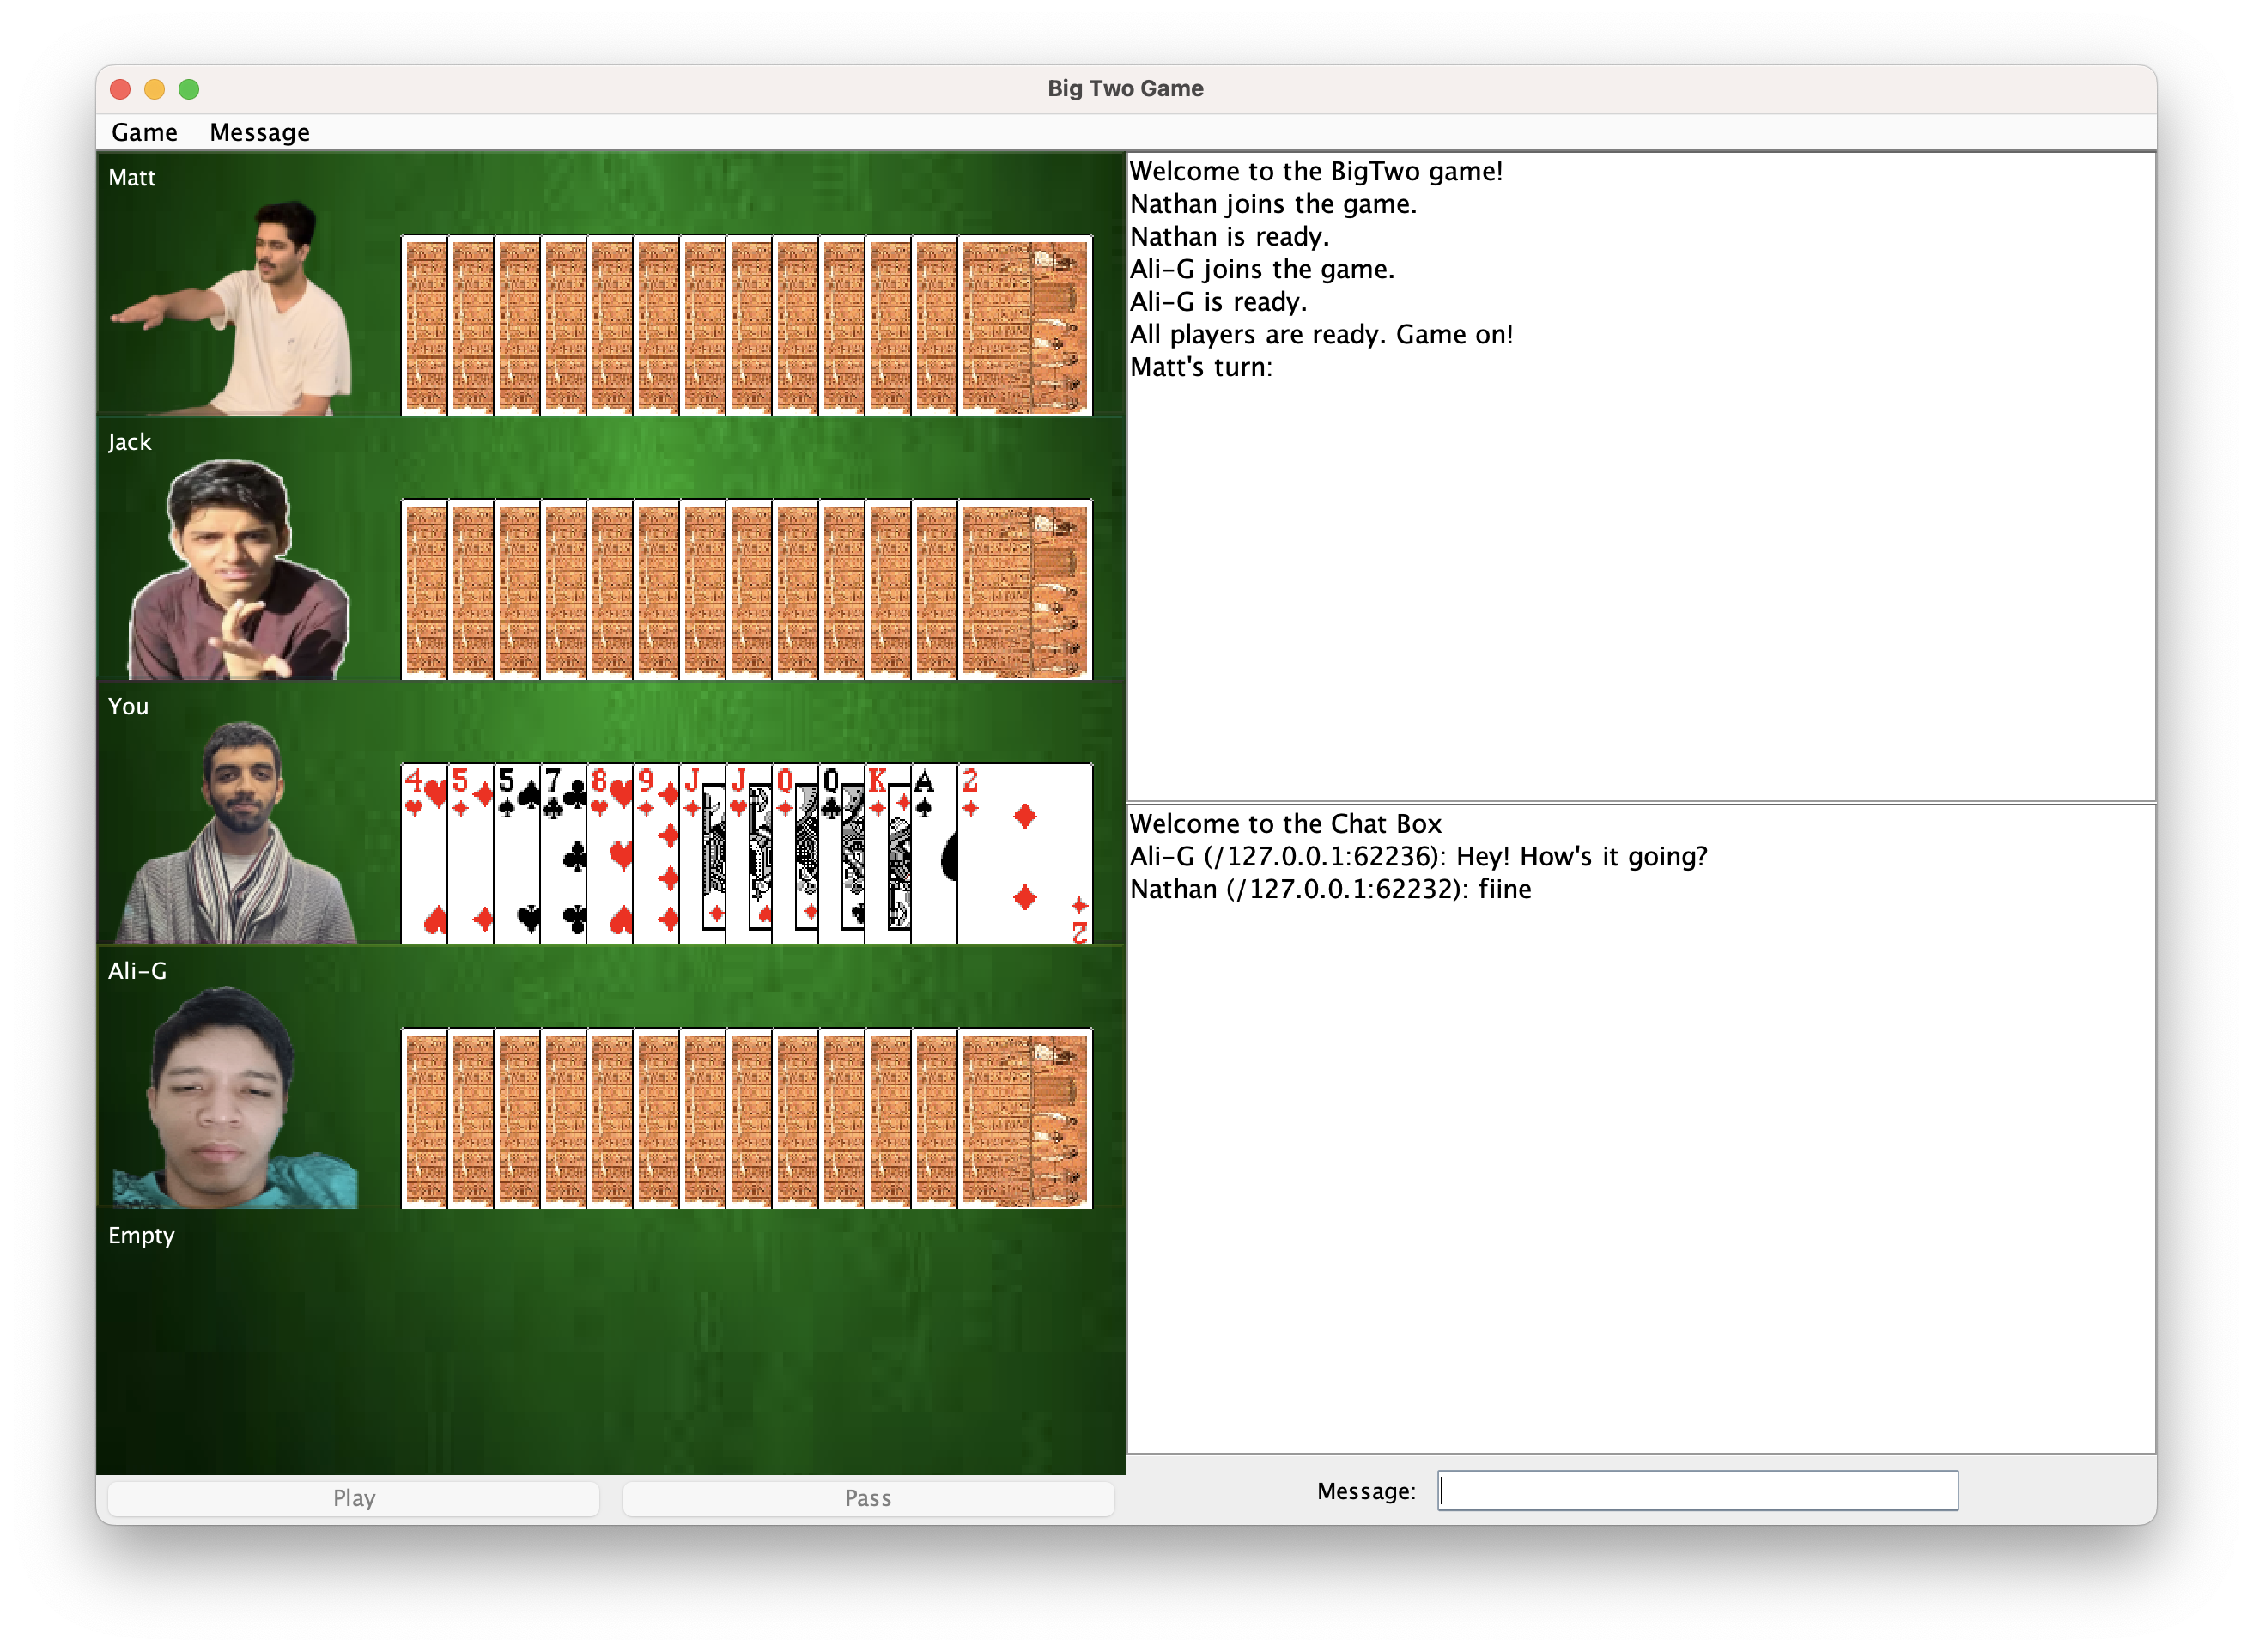 Big Two Game
Game Message
Matt
Jack
You
4 5 5 7 8 9 J J Q Q K A 2
2
Ali-G
Empty
Play Pass
Welcome to the BigTwo game!
Nathan joins the game.
Nathan is ready.
Ali-G joins the game.
Ali-G is ready.
All players are ready. Game on!
Matt's turn:
Welcome to the Chat Box
Ali-G (/127.0.0.1:62236): Hey! How's it going?
Nathan (/127.0.0.1:62232): fiine
Message: